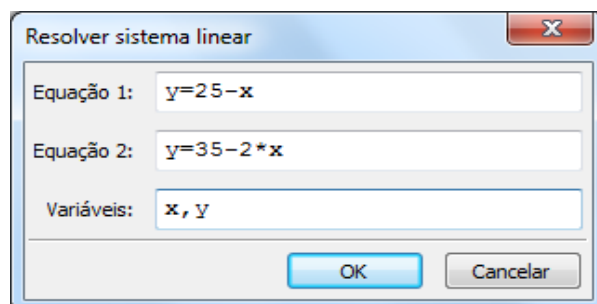 Resolver sistema linear
Equação 1: y=25-x
Equação 2: y=35-2*x
Variáveis: x,y
OK Cancelar